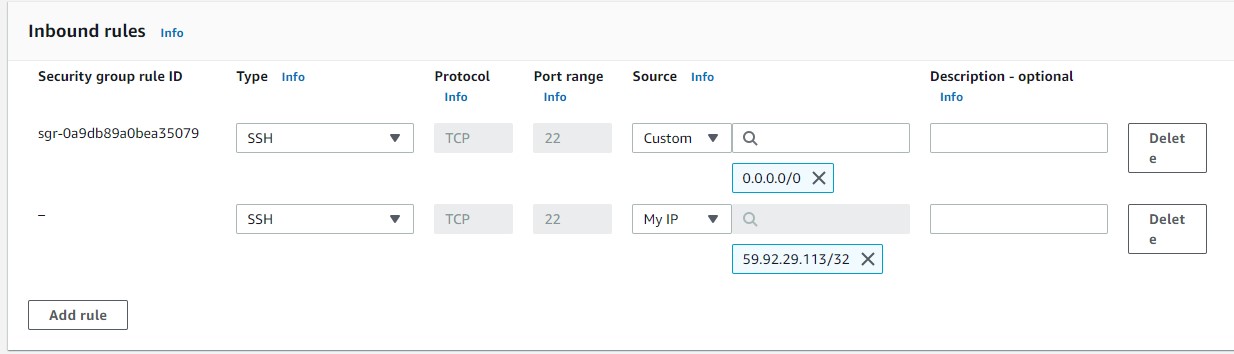 Inbound rules Info
Security group rule ID Type Info Protocol Info Port range Info Source Info Description - optional Info
sgr-0a9db89a0bea35079 SSH TCP 22 Custom Delete
0.0.0.0/0
– SSH TCP 22 My IP Delete
59.92.29.113/32
Add rule